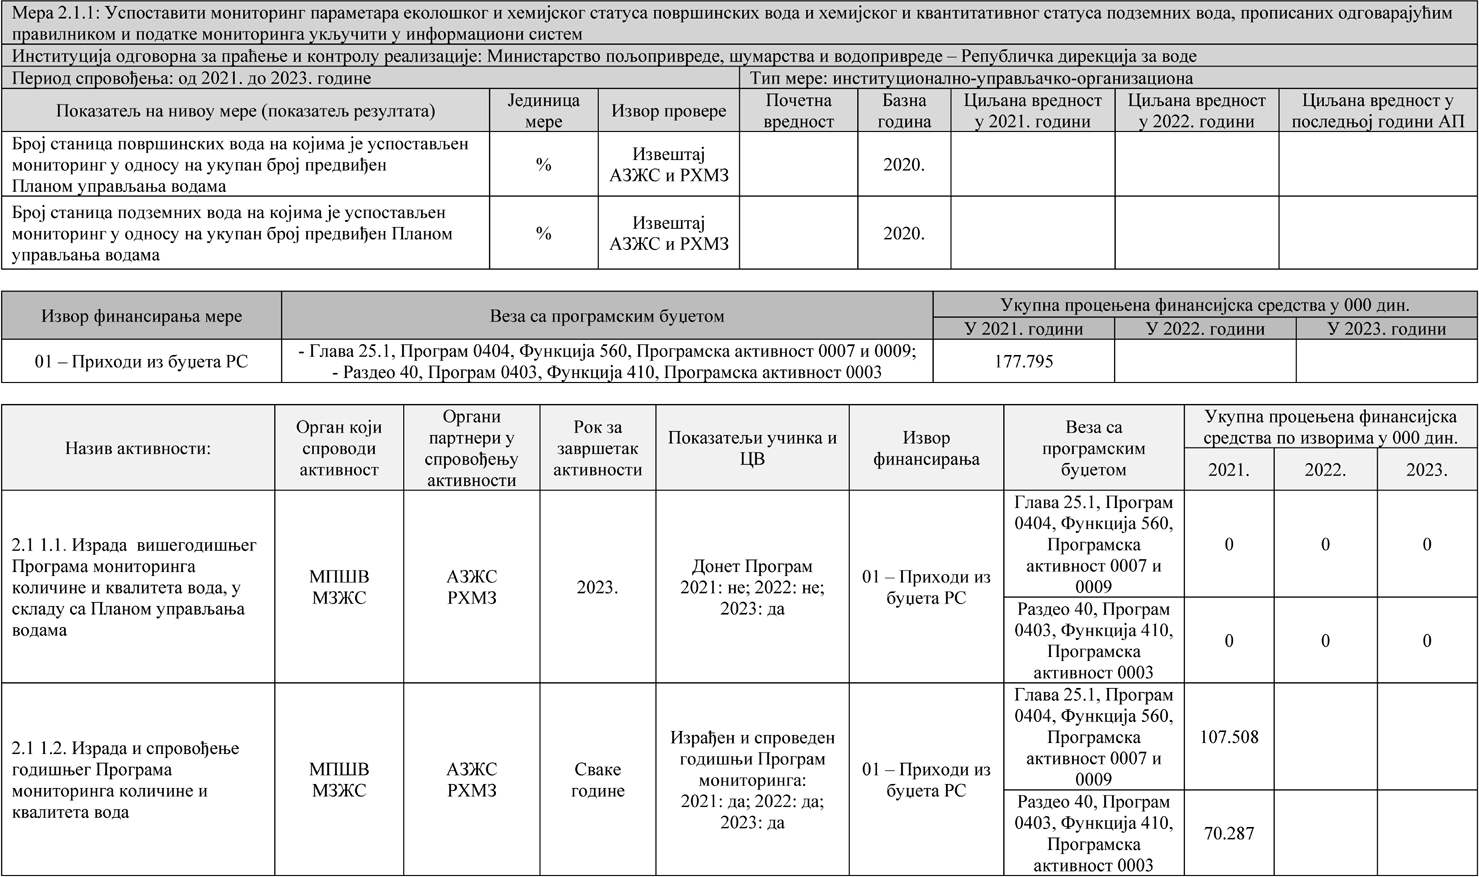 Мера 2.1.1: Успоставити мониторинг параметара еколошког и хемијског статуса површинских вода и хемијског и квантитативног статуса подземних вода, прописаних одговарајућим
правилником и податке мониторинга укључити у информациони систем
Институција одговорна за праћење и контролу реализације: Министарство пољопривреде, шумарства и водопривреде – Републичка дирекција за воде
Период спровођења: од 2021. до 2023. године
Тип мере: институционално-управљачко-организациона
Показатељ на нивоу мере (показатељ резултата)
Јединица
мере
Извор провере
Почетна
вредност
Базна
година
Циљана вредност
у 2021. години
Циљана вредност
у 2022. години
Циљана вредност у
последњој години АП
Број станица површинских вода на којима је успостављен
мониторинг у односу на укупан број предвиђен
Планом управљања водама
%
Извештај
АЗЖС и РХМЗ
2020.
Број станица подземних вода на којима је успостављен
мониторинг у односу на укупан број предвиђен Планом
управљања водама
%
Извештај
АЗЖС и РХМЗ
2020.
Извор финансирања мере
Веза са програмским буџетом
Укупна процењена финансијска средства у 000 дин.
У 2021. години
У 2022. години
У 2023. години
01 – Приходи из буџета РС
- Глава 25.1, Програм 0404, Функција 560, Програмска активност 0007 и 0009;
- Раздео 40, Програм 0403, Функција 410, Програмска активност 0003
177.795
Назив активности:
Орган који
спроводи
активност
Органи
партнери у
спровођењу
активности
Рок за
завршетак
активности
Показатељи учинка и
ЦВ
Извор
финансирања
Веза са
програмским
буџетом
Укупна процењена финансијска
средства по изворима у 000 дин.
2021.
2022.
2023.
2.1 1.1. Израда вишегодишњег
Програма мониторинга
количине и квалитета вода, у
складу са Планом управљања
водама
МПШВ
МЗЖС
АЗЖС
РХМЗ
2023.
Донет Програм
2021: не; 2022: не;
2023: да
01 – Приходи из
буџета РС
Глава 25.1, Програм
0404, Функција 560,
Програмска
активност 0007 и
0009
0
0
0
Раздео 40, Програм
0403, Функција 410,
Програмска
активност 0003
0
0
0
2.1 1.2. Израда и спровођење
годишњег Програма
мониторинга количине и
квалитета вода
МПШВ
МЗЖС
АЗЖС
РХМЗ
Сваке
године
Израђен и спроведен
годишњи Програм
мониторинга:
2021: да; 2022: да;
2023: да
01 – Приходи из
буџета РС
Глава 25.1, Програм
0404, Функција 560,
Програмска
активност 0007 и
0009
107.508
Раздео 40, Програм
0403, Функција 410,
Програмска
активност 0003
70.287